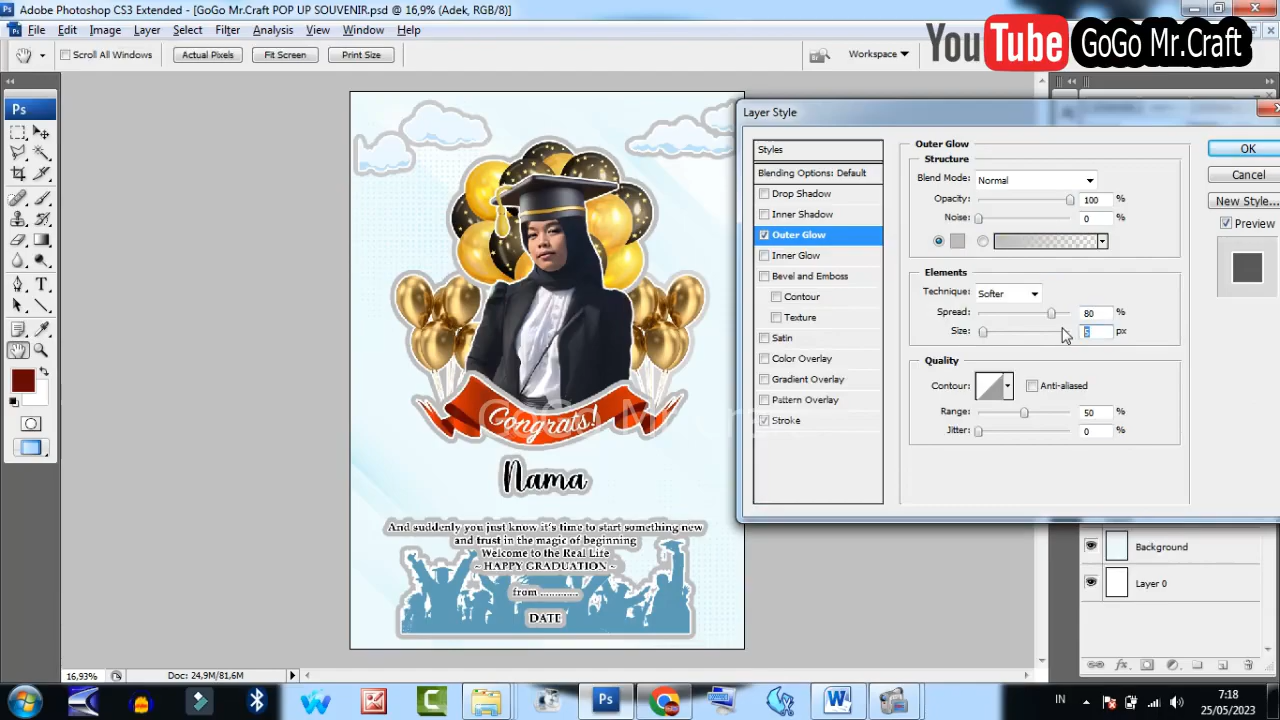 Adobe Photoshop CS3 Extended - [GoGo Mr.Craft POP UP SOUVENIR.psd @ 16,9% (Adek, RGB/8)]
File Edit Image Layer Select Filter Analysis View Window Help
YouTube GoGo Mr.Craft
Scroll All Windows Actual Pixels Fit Screen Print Size Workspace
Ps
Layer Style
Styles
Blending Options: Default
Drop Shadow
Inner Shadow
Outer Glow
Inner Glow
Bevel and Emboss
Contour
Texture
Satin
Color Overlay
Gradient Overlay
Pattern Overlay
Stroke
Outer Glow
Structure
Blend Mode: Normal
Opacity: 100 %
Noise: 0 %
Elements
Technique: Softer
Spread: 80 %
Size: 5 px
Quality
Contour: Anti-aliased
Range: 50 %
Jitter: 0 %
OK
Cancel
New Style...
Preview
Congrats!
GoGo Mr.
Nama
And suddenly you just know it's time to start something new
and trust in the magic of beginning
Welcome to the Real Life
~ HAPPY GRADUATION ~
from .............
DATE
Background
Layer 0
16,93% Doc: 24,9M/81,6M
Ps
IN
7:18
25/05/2023